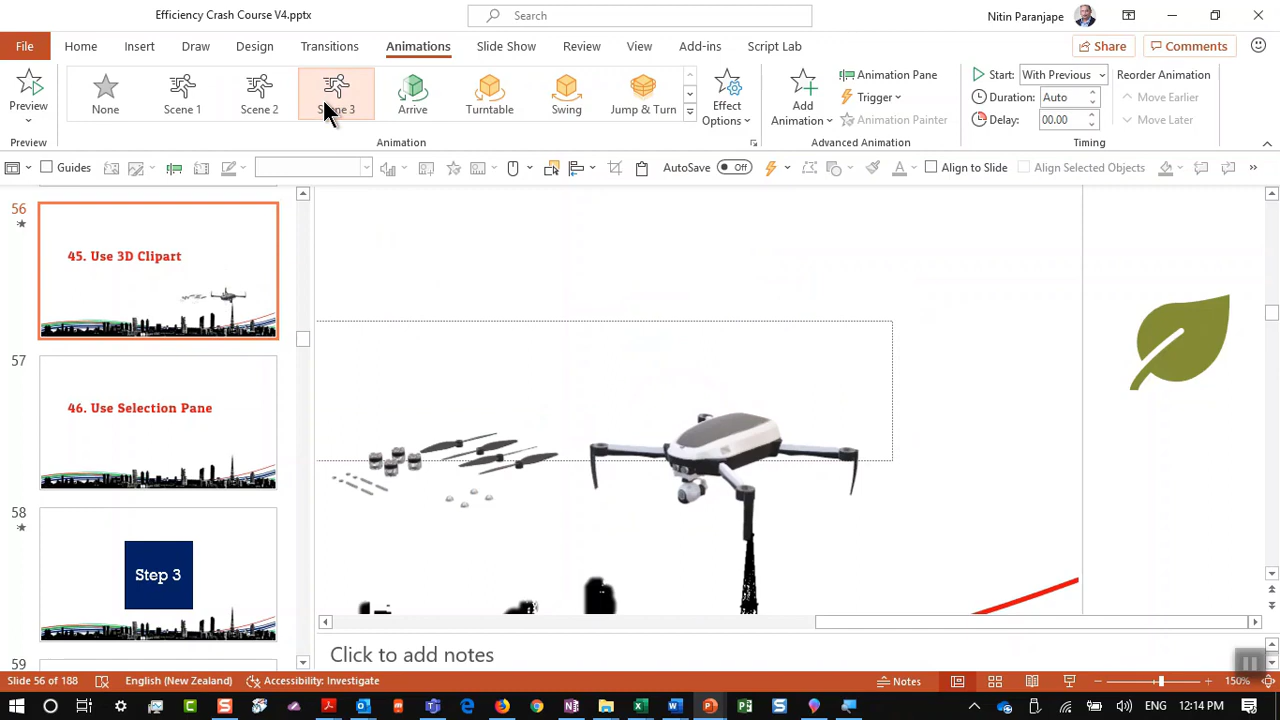 Efficiency Crash Course V4.pptx
Search
Nitin Paranjape
File
Home
Insert
Draw
Design
Transitions
Animations
Slide Show
Review
View
Add-ins
Script Lab
Share
Comments
Preview
None
Scene 1
Scene 2
Scene 3
Arrive
Turntable
Swing
Jump & Turn
Effect
Options
Add
Animation
Animation Pane
Trigger
Animation Painter
Start: With Previous
Duration: Auto
Delay: 00.00
Reorder Animation
Move Earlier
Move Later
Animation
Advanced Animation
Timing
Guides
AutoSave
Off
Align to Slide
Align Selected Objects
56
45. Use 3D Clipart
57
46. Use Selection Pane
58
Step 3
59
Click to add notes
Slide 56 of 188
English (New Zealand)
Accessibility: Investigate
Notes
150%
ENG
12:14 PM